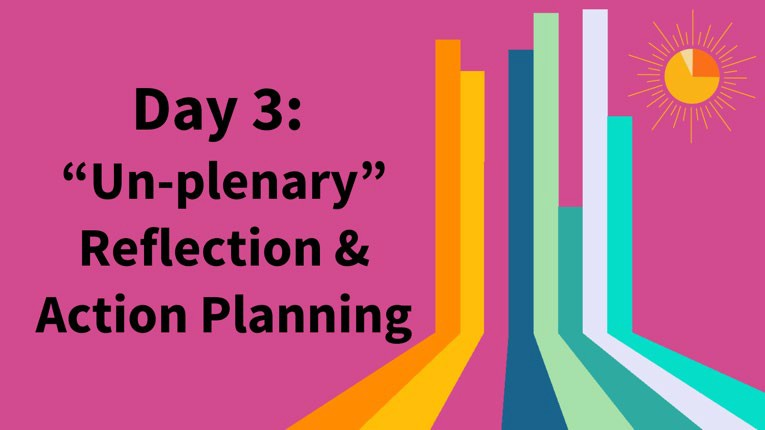 Day 3:
“Un-plenary”
Reflection &
Action Planning